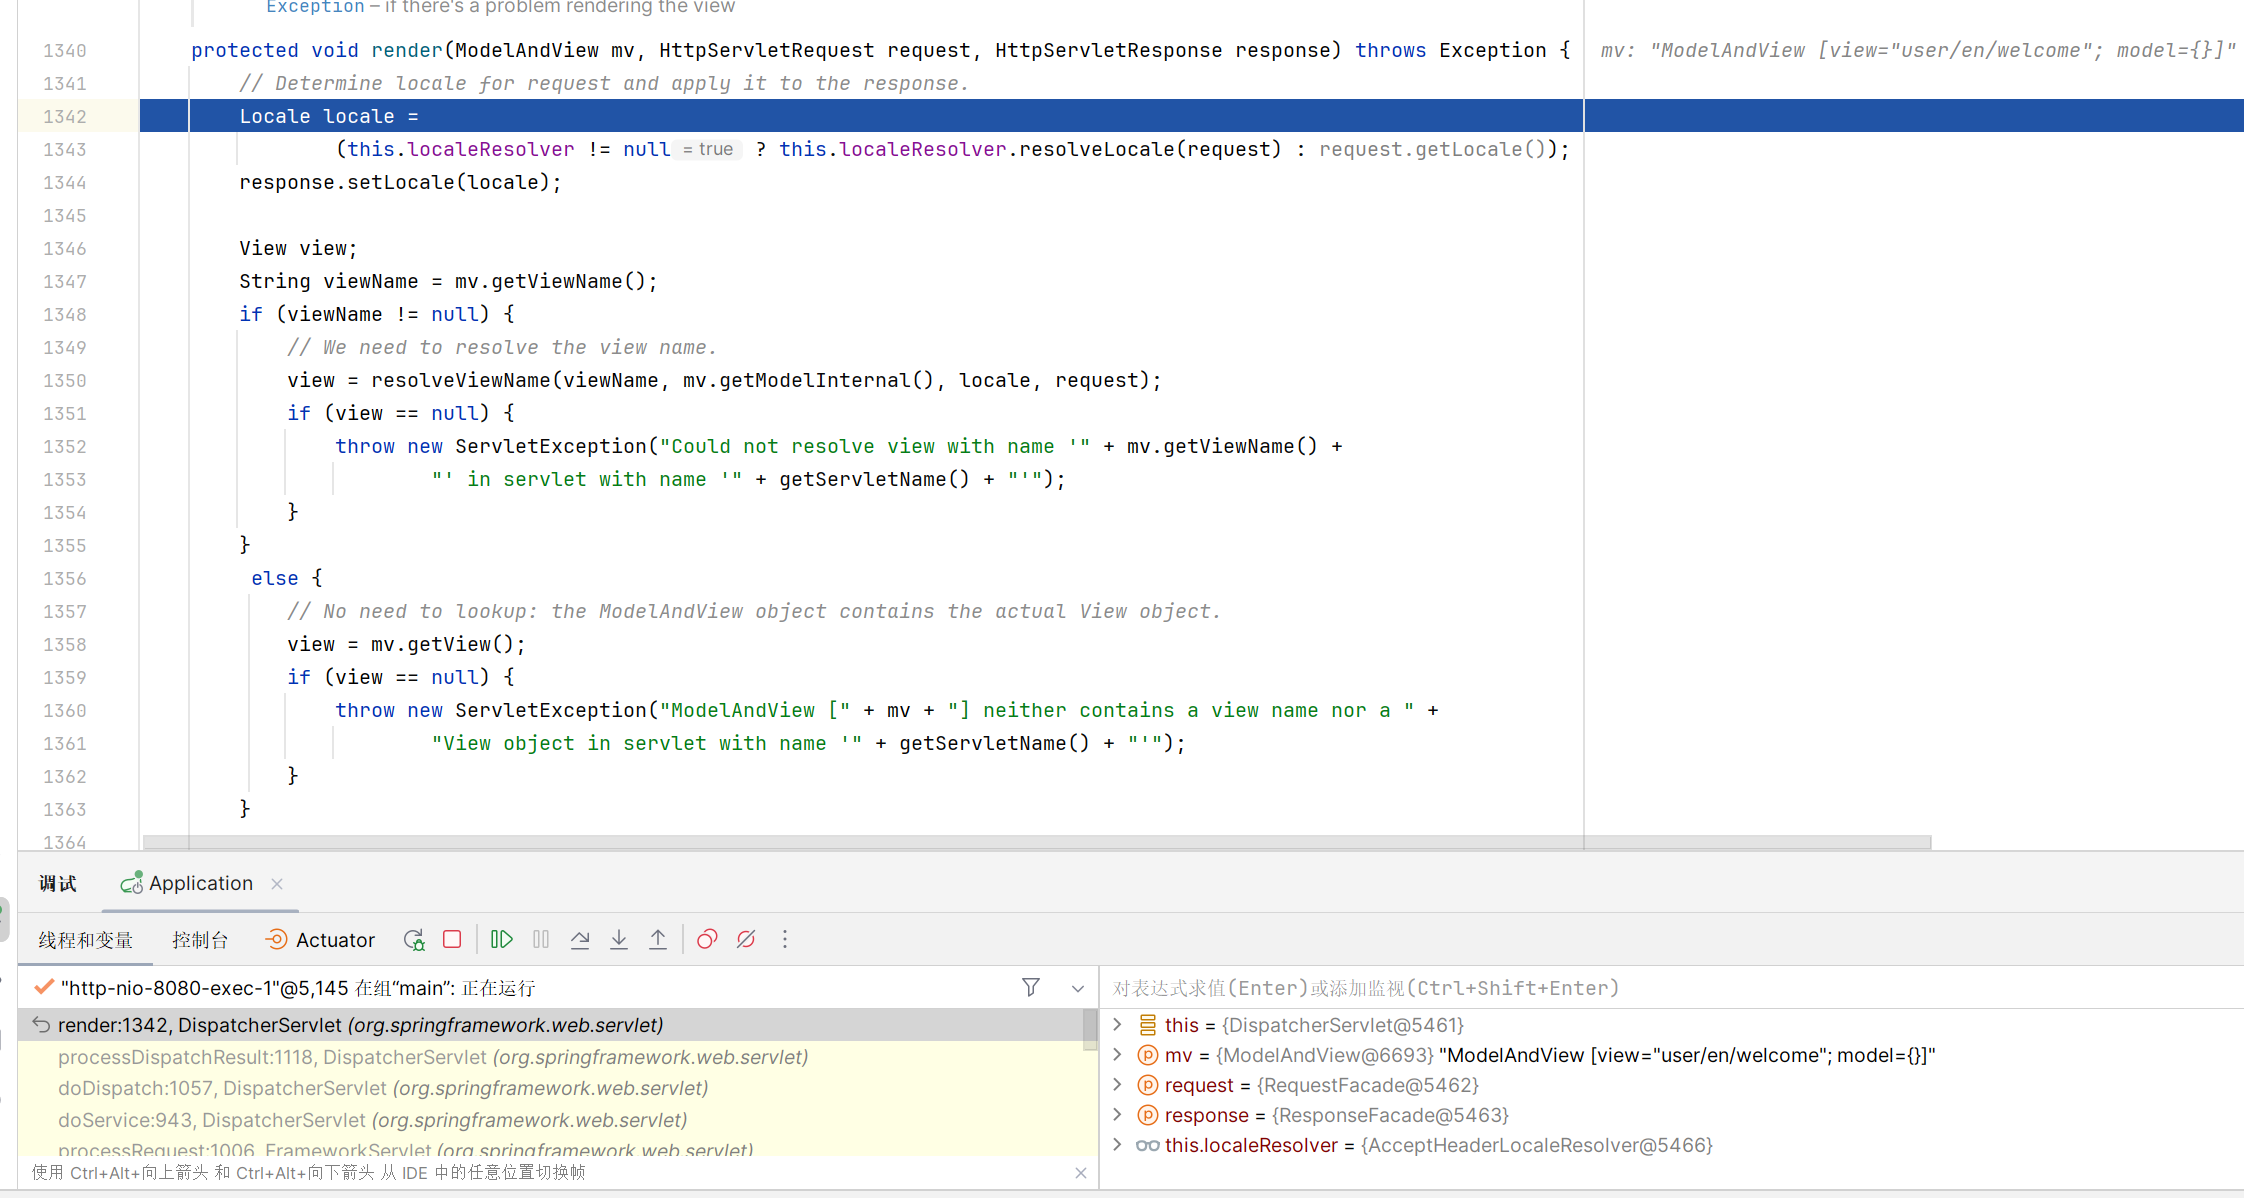 Exception – if there's a problem rendering the view
1340 protected void render(ModelAndView mv, HttpServletRequest request, HttpServletResponse response) throws Exception { mv: "ModelAndView [view="user/en/welcome"; model={}]"
1341 // Determine locale for request and apply it to the response.
1342 Locale locale =
1343 (this.localeResolver != null = true ? this.localeResolver.resolveLocale(request) : request.getLocale());
1344 response.setLocale(locale);
1345
1346 View view;
1347 String viewName = mv.getViewName();
1348 if (viewName != null) {
1349 // We need to resolve the view name.
1350 view = resolveViewName(viewName, mv.getModelInternal(), locale, request);
1351 if (view == null) {
1352 throw new ServletException("Could not resolve view with name '" + mv.getViewName() +
1353 "' in servlet with name '" + getServletName() + "'");
1354 }
1355 }
1356 else {
1357 // No need to lookup: the ModelAndView object contains the actual View object.
1358 view = mv.getView();
1359 if (view == null) {
1360 throw new ServletException("ModelAndView [" + mv + "] neither contains a view name nor a " +
1361 "View object in servlet with name '" + getServletName() + "'");
1362 }
1363 }
1364
调试 Application
线程和变量 控制台 Actuator
"http-nio-8080-exec-1"@5,145 在组“main”: 正在运行
render:1342, DispatcherServlet (org.springframework.web.servlet)
processDispatchResult:1118, DispatcherServlet (org.springframework.web.servlet)
doDispatch:1057, DispatcherServlet (org.springframework.web.servlet)
doService:943, DispatcherServlet (org.springframework.web.servlet)
processRequest:1006, FrameworkServlet (org.springframework.web.servlet)
使用 Ctrl+Alt+向上箭头 和 Ctrl+Alt+向下箭头 从 IDE 中的任意位置切换帧
对表达式求值(Enter)或添加监视(Ctrl+Shift+Enter)
this = {DispatcherServlet@5461}
mv = {ModelAndView@6693} "ModelAndView [view="user/en/welcome"; model={}]"
request = {RequestFacade@5462}
response = {ResponseFacade@5463}
this.localeResolver = {AcceptHeaderLocaleResolver@5466}